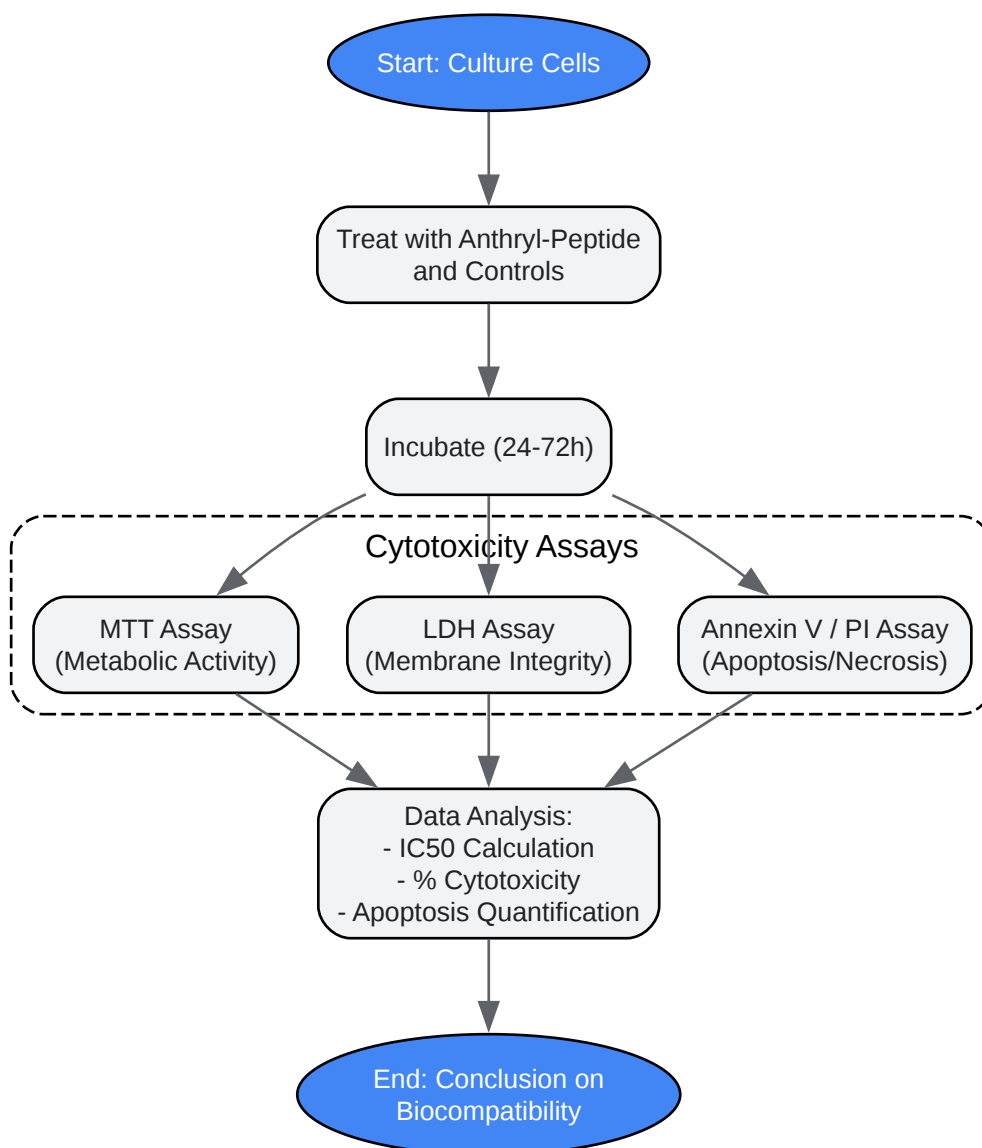 Start: Culture Cells
Treat with Anthryl-Peptide
and Controls
Incubate (24-72h)
Cytotoxicity Assays
MTT Assay
(Metabolic Activity)
LDH Assay
(Membrane Integrity)
Annexin V / PI Assay
(Apoptosis/Necrosis)
Data Analysis:
- IC50 Calculation
- % Cytotoxicity
- Apoptosis Quantification
End: Conclusion on
Biocompatibility